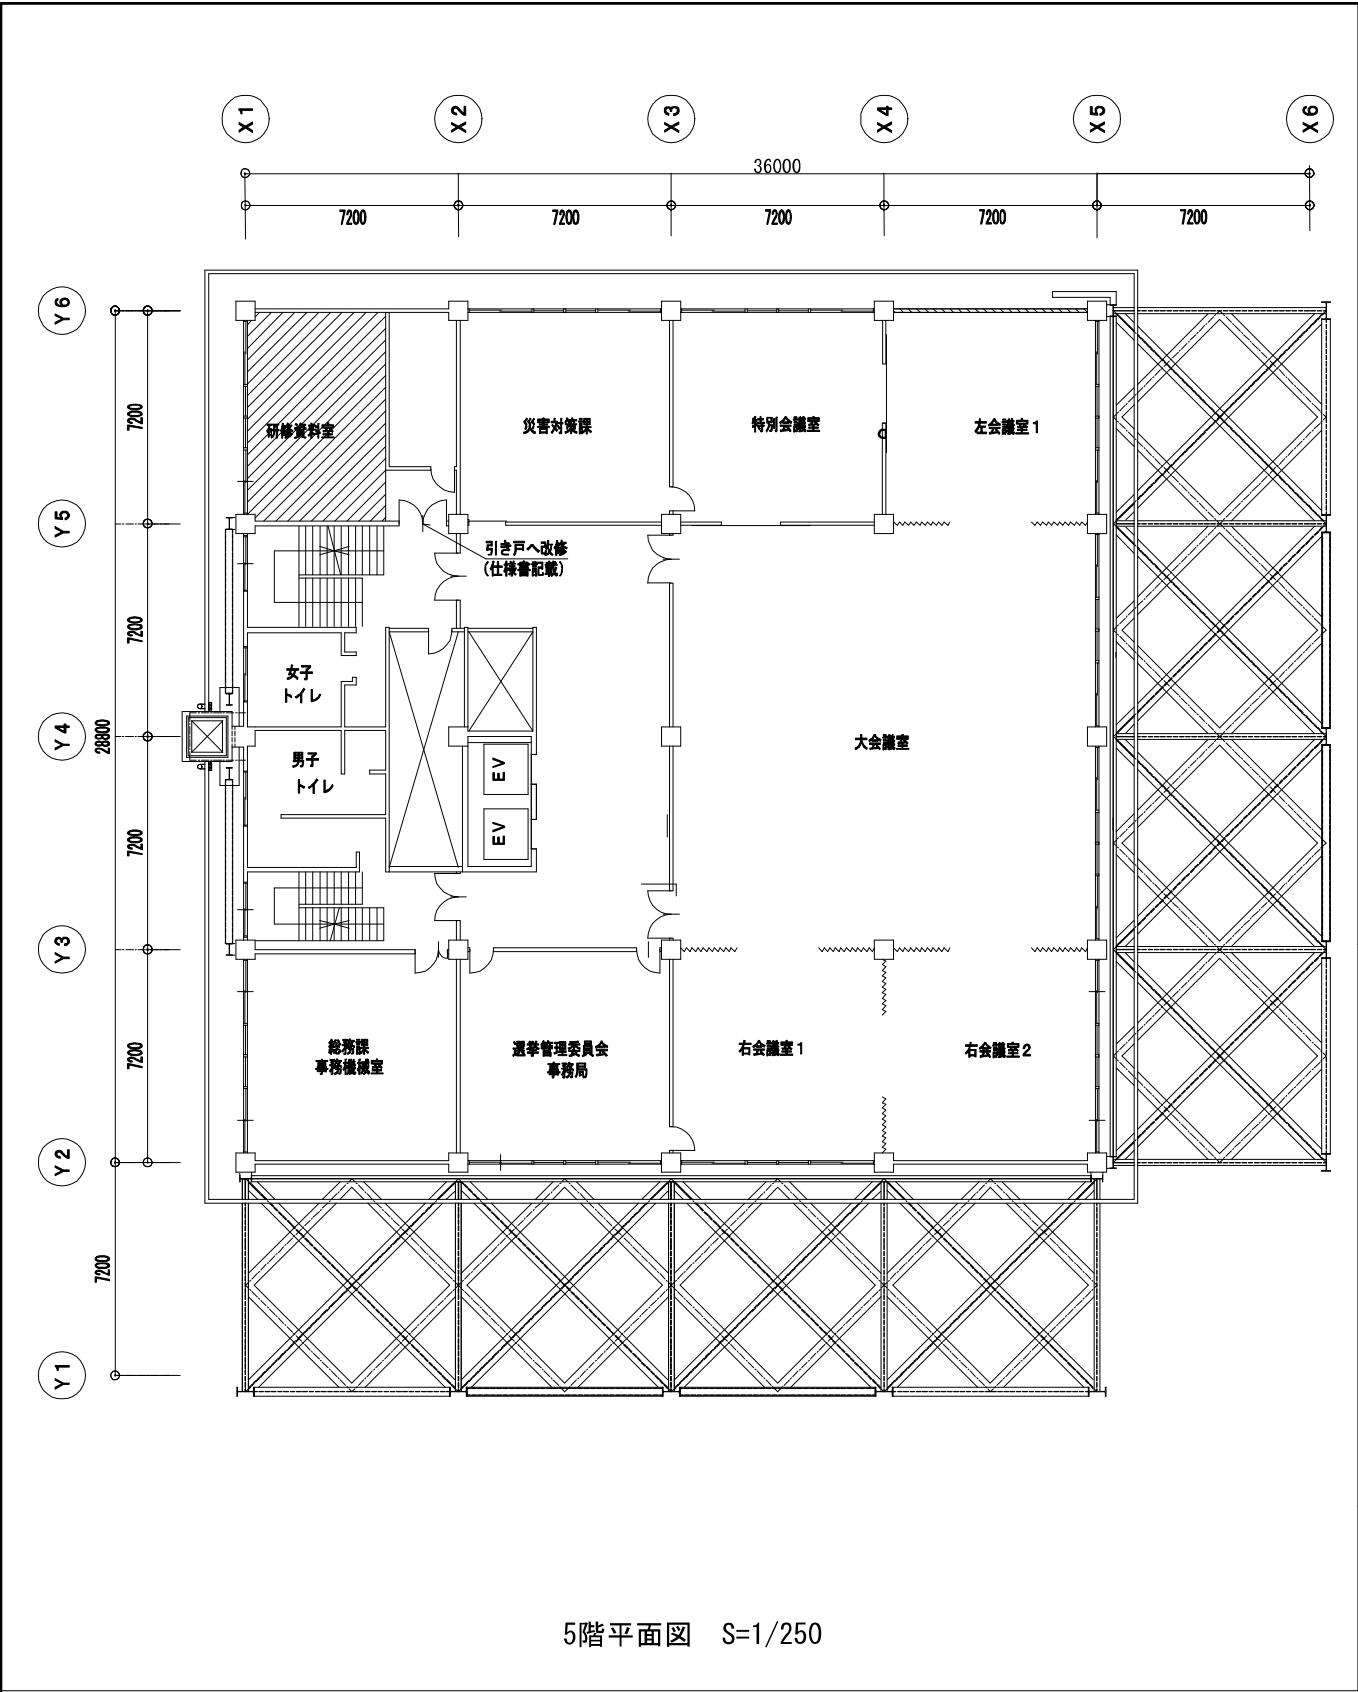 X1
X2
X3
X4
X5
X6
36000
7200
7200
7200
7200
7200
Y6
Y5
Y4
Y3
Y2
Y1
7200
7200
28800
7200
7200
7200
研修資料室
災害対策課
特別会議室
左会議室1
引き戸へ改修
(仕様書記載)
女子
トイレ
男子
トイレ
EV
EV
大会議室
総務課
事務機械室
選挙管理委員会
事務局
右会議室1
右会議室2
5階平面図 S=1/250